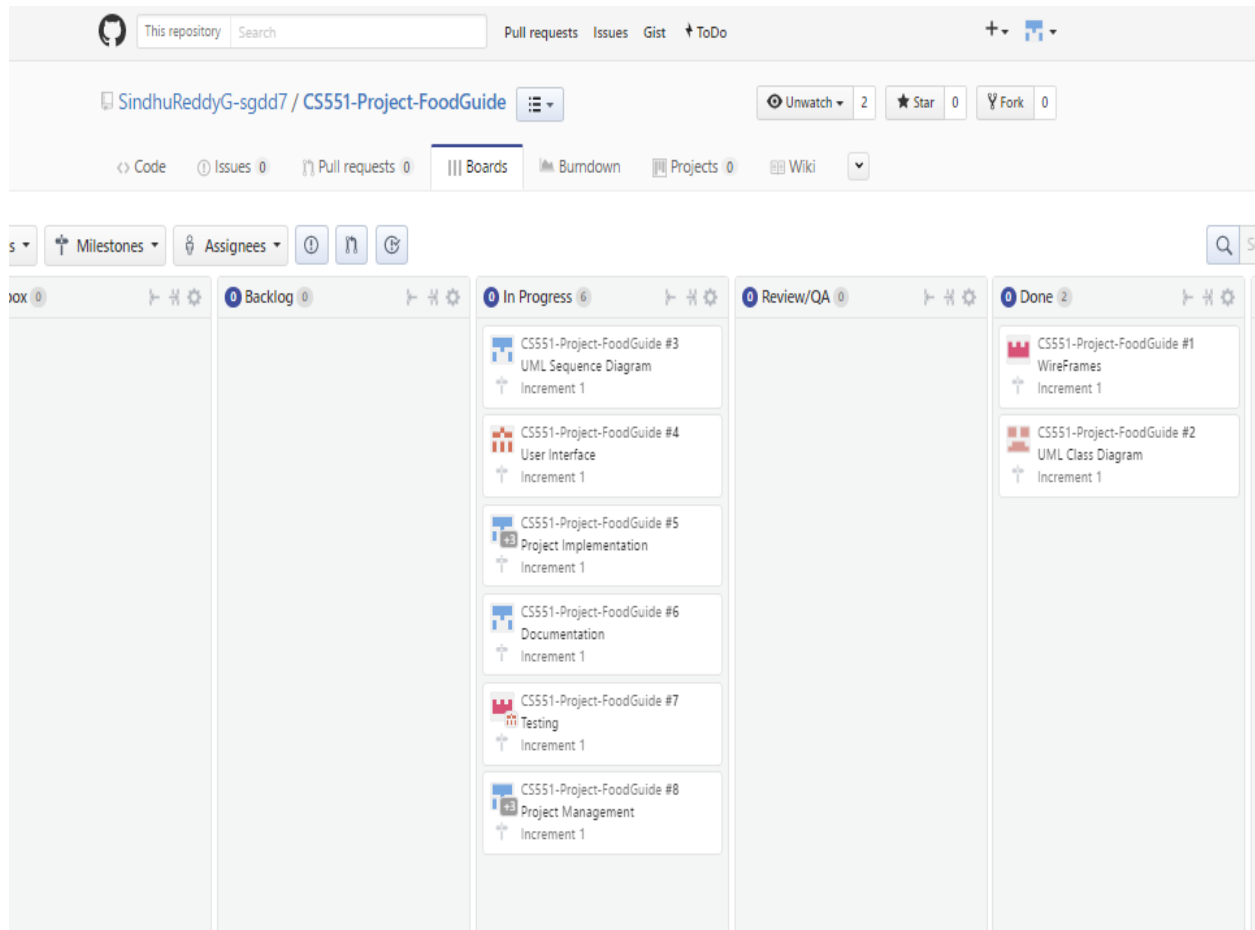 This repository Search Pull requests Issues Gist ToDo
SindhuReddyG-sgdd7 / CS551-Project-FoodGuide Unwatch 2 Star 0 Fork 0
Code Issues 0 Pull requests 0 Boards Burndown Projects 0 Wiki
s Milestones Assignees S
box 0
0 Backlog 0
0 In Progress 6
CS551-Project-FoodGuide #3
UML Sequence Diagram
Increment 1
CS551-Project-FoodGuide #4
User Interface
Increment 1
CS551-Project-FoodGuide #5
+3 Project Implementation
Increment 1
CS551-Project-FoodGuide #6
Documentation
Increment 1
CS551-Project-FoodGuide #7
Testing
Increment 1
CS551-Project-FoodGuide #8
+3 Project Management
Increment 1
0 Review/QA 0
0 Done 2
CS551-Project-FoodGuide #1
WireFrames
Increment 1
CS551-Project-FoodGuide #2
UML Class Diagram
Increment 1